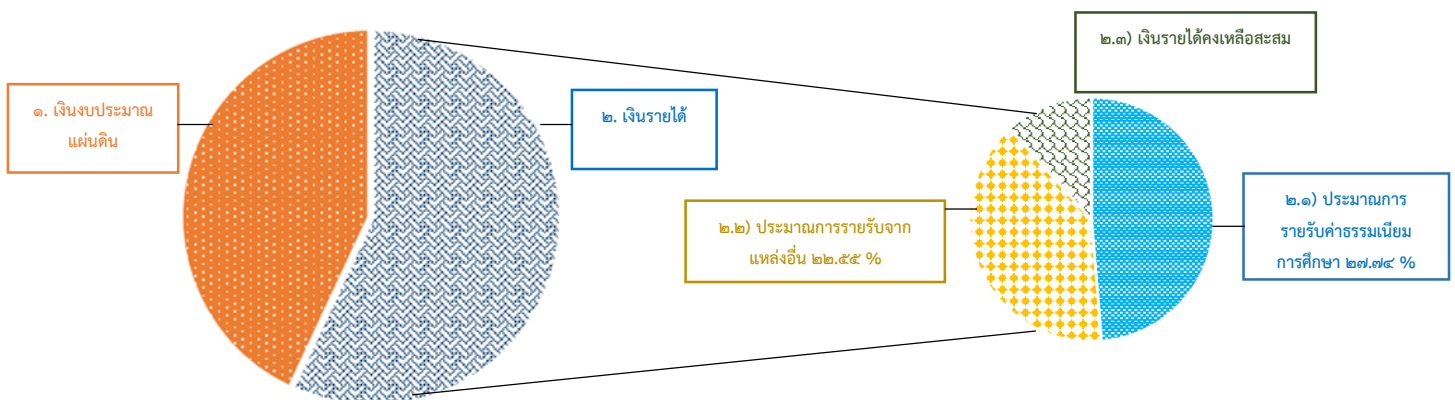 ๑. เงินงบประมาณ
แผ่นดิน
๒. เงินรายได้
๒.๓) เงินรายได้คงเหลือสะสม
๒.๒) ประมาณการรายรับจาก
แหล่งอื่น ๒๒.๕๕ %
๒.๑) ประมาณการ
รายรับค่าธรรมเนียม
การศึกษา ๒๗.๗๔ %